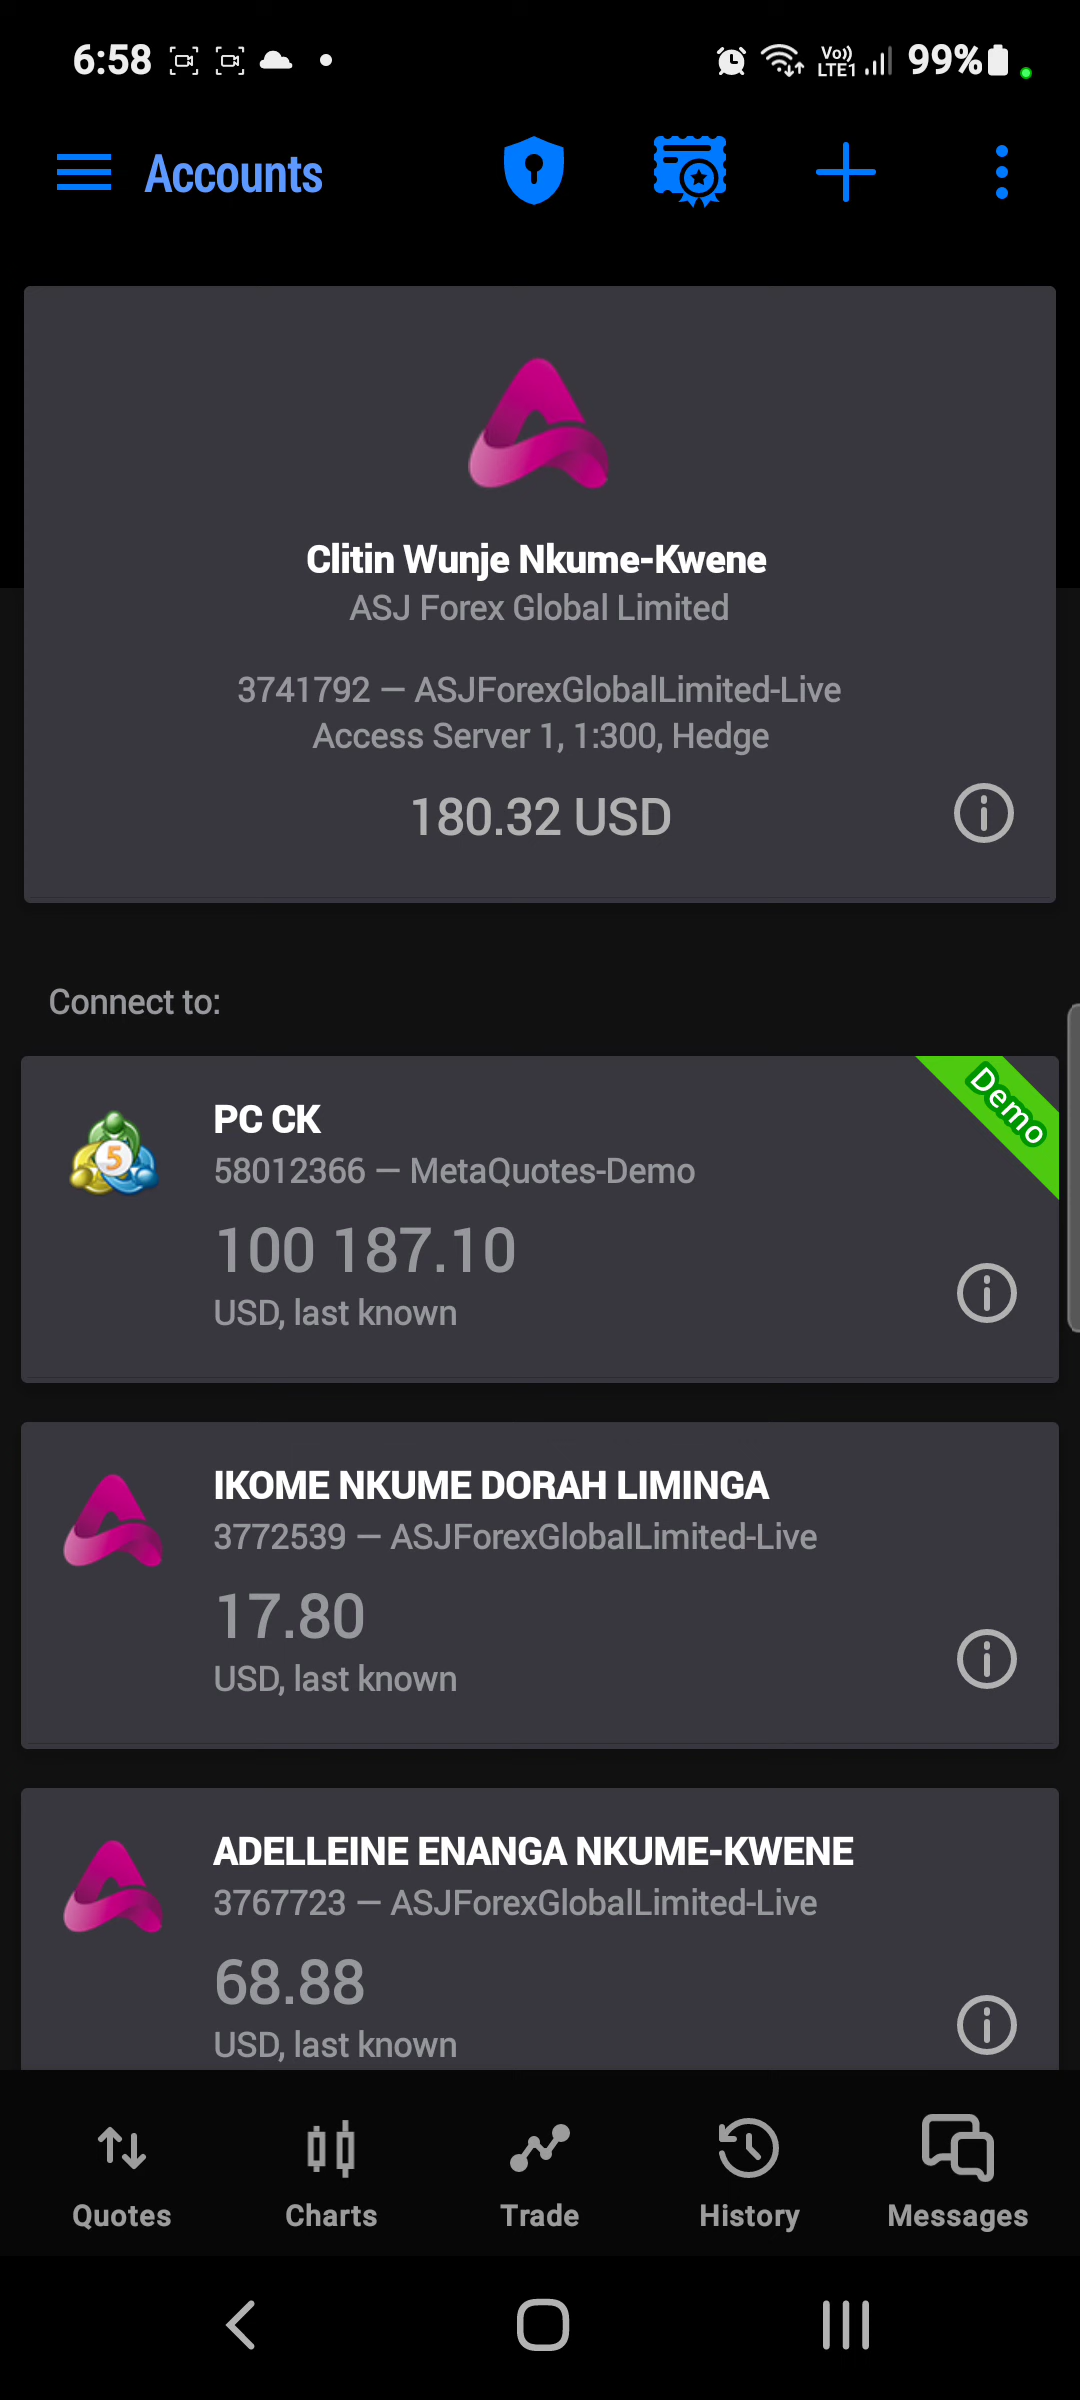 6:58 Vo)) LTE1 99%
Accounts
Clitin Wunje Nkume-Kwene
ASJ Forex Global Limited
3741792 — ASJForexGlobalLimited-Live
Access Server 1, 1:300, Hedge
180.32 USD
Connect to:
Demo
PC CK
5
58012366 — MetaQuotes-Demo
100 187.10
USD, last known
IKOME NKUME DORAH LIMINGA
3772539 — ASJForexGlobalLimited-Live
17.80
USD, last known
ADELLEINE ENANGA NKUME-KWENE
3767723 — ASJForexGlobalLimited-Live
68.88
USD, last known
Quotes Charts Trade History Messages